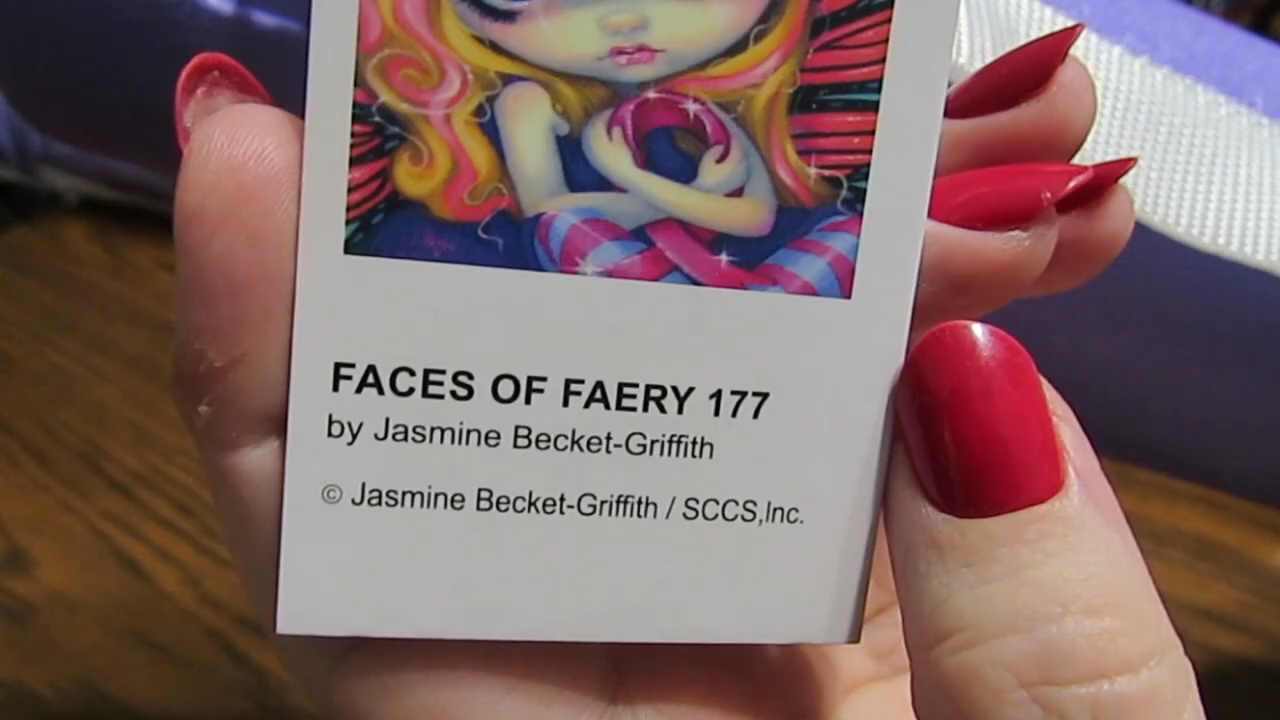 FACES OF FAERY 177
by Jasmine Becket-Griffith
© Jasmine Becket-Griffith / SCCS,Inc.